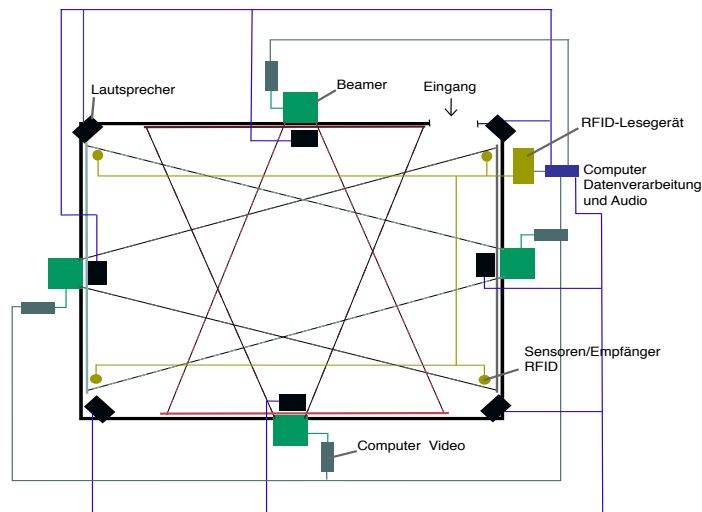 Beamer
Eingang
Lautsprecher
RFID-Lesegerät
Computer
Datenverarbeitung
und Audio
Sensoren/Empfänger
RFID
Computer Video